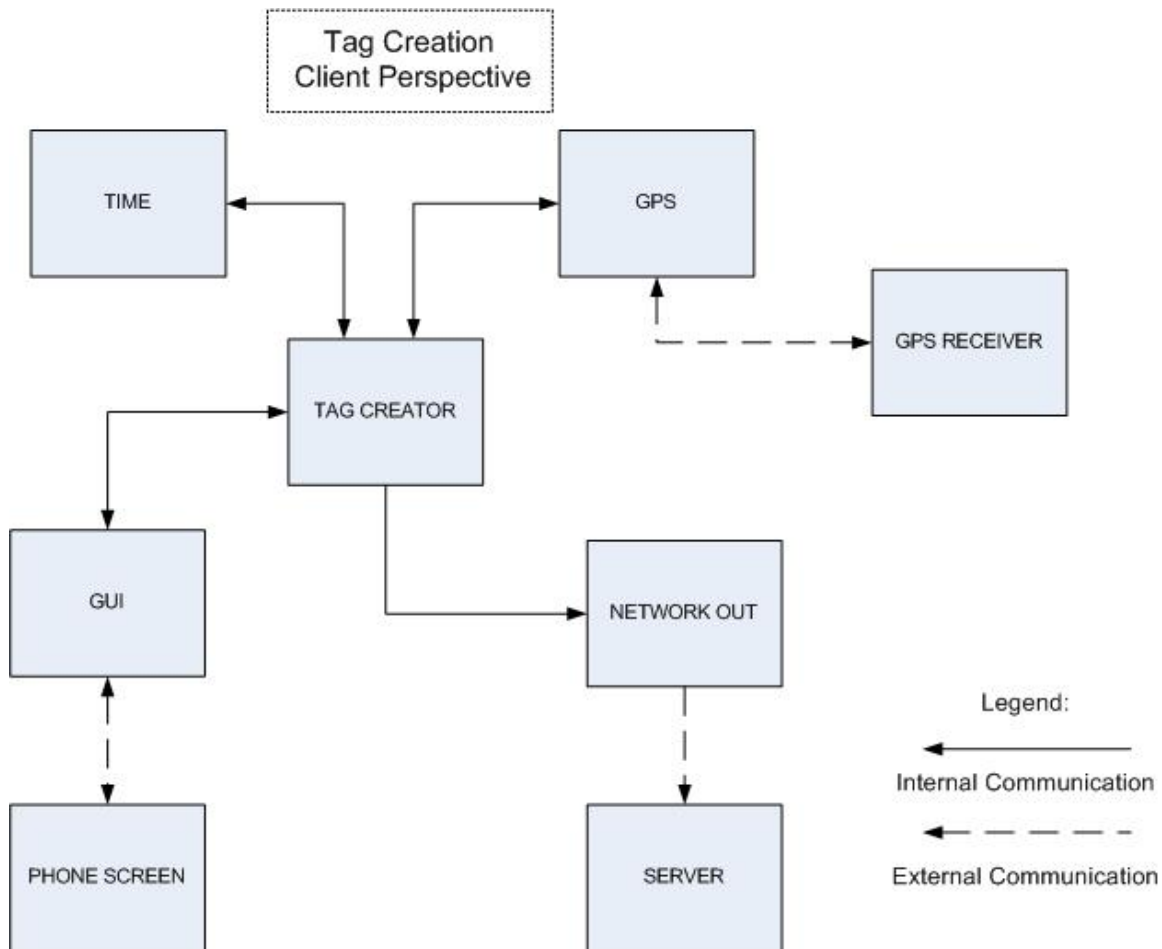 Tag Creation
Client Perspective
TIME
GPS
GPS RECEIVER
TAG CREATOR
GUI
NETWORK OUT
PHONE SCREEN
SERVER
Legend:
Internal Communication
External Communication